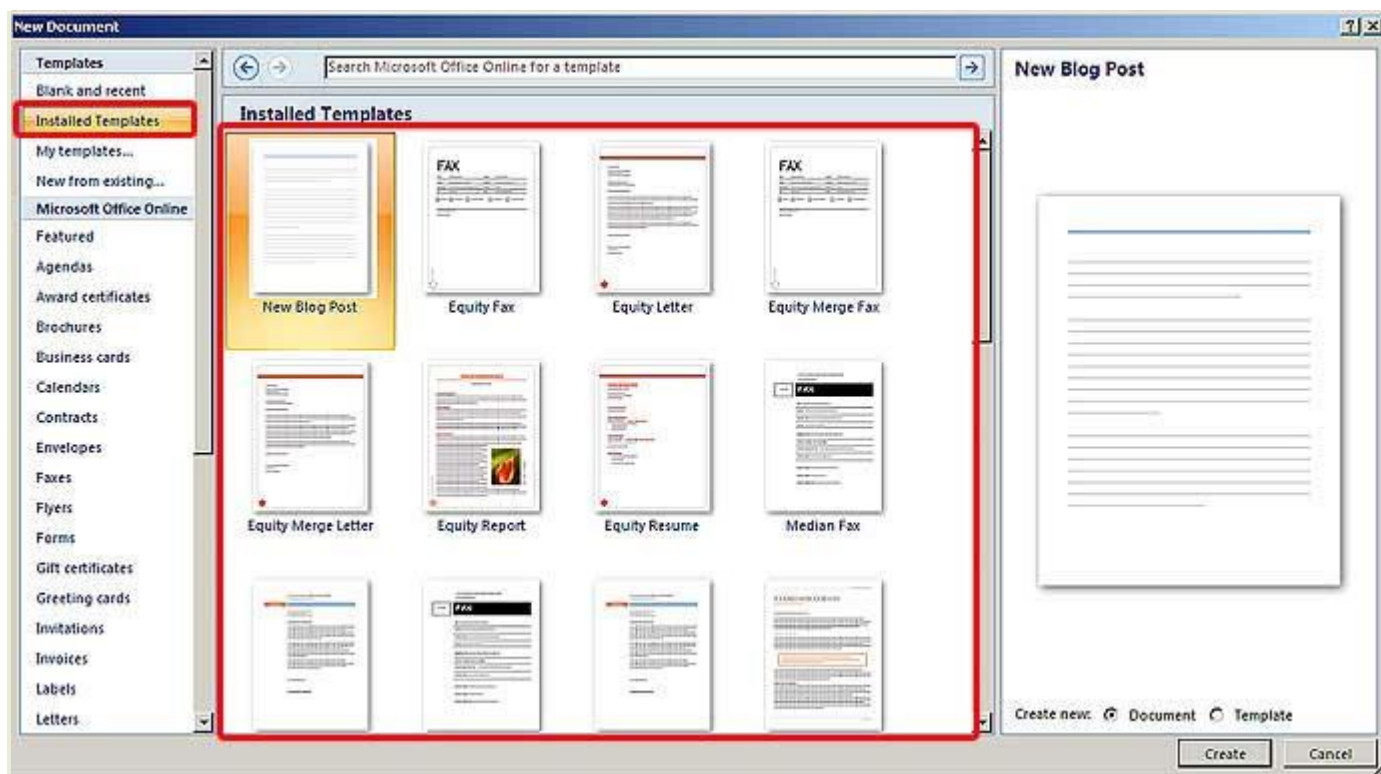 New Document
Templates
Blank and recent
Installed Templates
My templates...
New from existing...
Microsoft Office Online
Featured
Agendas
Award certificates
Brochures
Business cards
Calendars
Contracts
Envelopes
Faxes
Flyers
Forms
Gift certificates
Greeting cards
Invitations
Invoices
Labels
Letters
Search Microsoft Office Online for a template
Installed Templates
FAX
FAX
New Blog Post
Equity Fax
Equity Letter
Equity Merge Fax
FAX
Equity Merge Letter
Equity Report
Equity Resume
Median Fax
FAX
New Blog Post
Create new: Document Template
Create Cancel